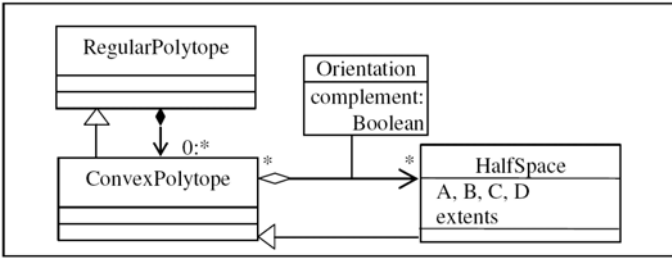 RegularPolytope
Orientation
complement:
Boolean
0:*
ConvexPolytope
*
*
HalfSpace
A, B, C, D
extents